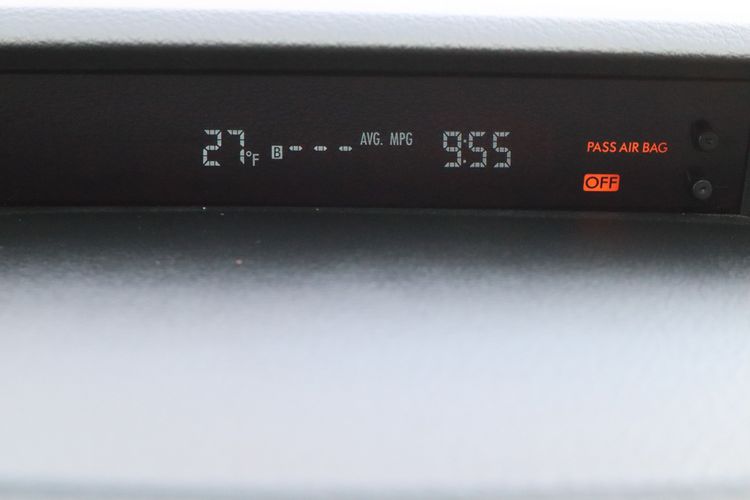 27°F B - - - AVG. MPG 9:55
PASS AIR BAG
OFF